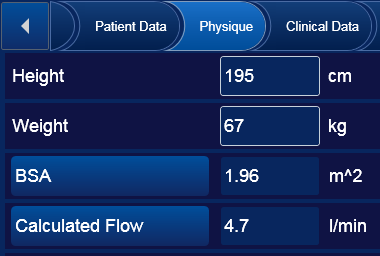 Patient Data Physique Clinical Data
Height 195 cm
Weight 67 kg
BSA 1.96 m^2
Calculated Flow 4.7 l/min